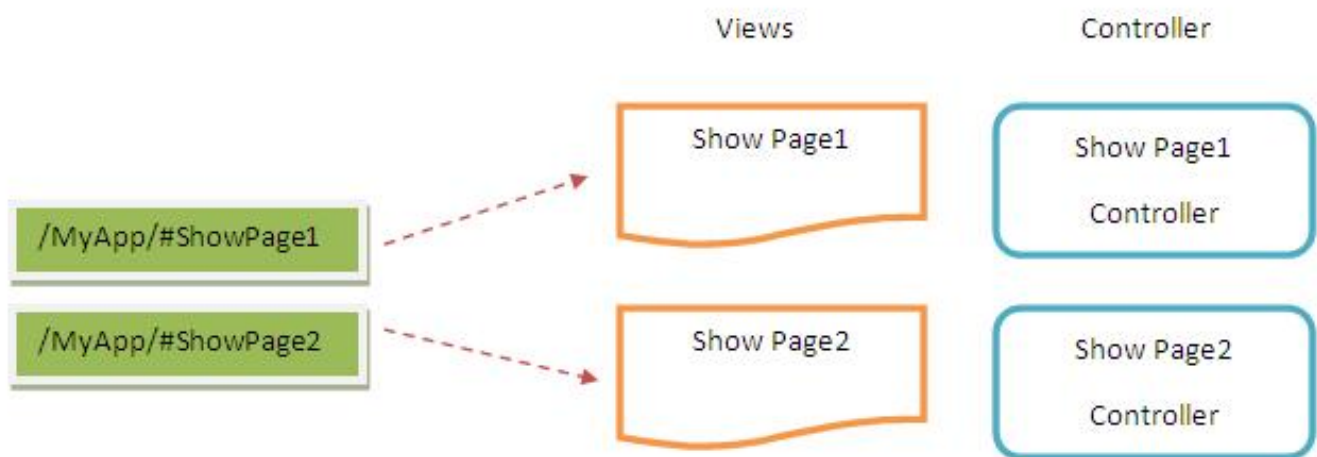 Views
Controller
Show Page1
Show Page1
Controller
/MyApp/#ShowPage1
/MyApp/#ShowPage2
Show Page2
Show Page2
Controller